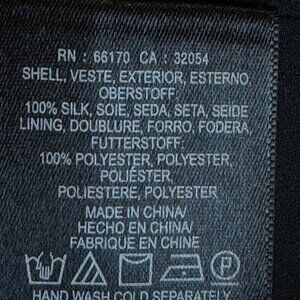 RN : 66170 CA : 32054
SHELL, VESTE, EXTERIOR, ESTERNO,
OBERSTOFF:
100% SILK, SOIE, SEDA, SETA, SEIDE
LINING, DOUBLURE, FORRO, FODERA,
FUTTERSTOFF:
100% POLYESTER, POLYESTER,
POLIÉSTER,
POLIESTERE, POLYESTER
MADE IN CHINA/
HECHO EN CHINA/
FABRIQUE EN CHINE
HAND WASH COLD SEPARATELY